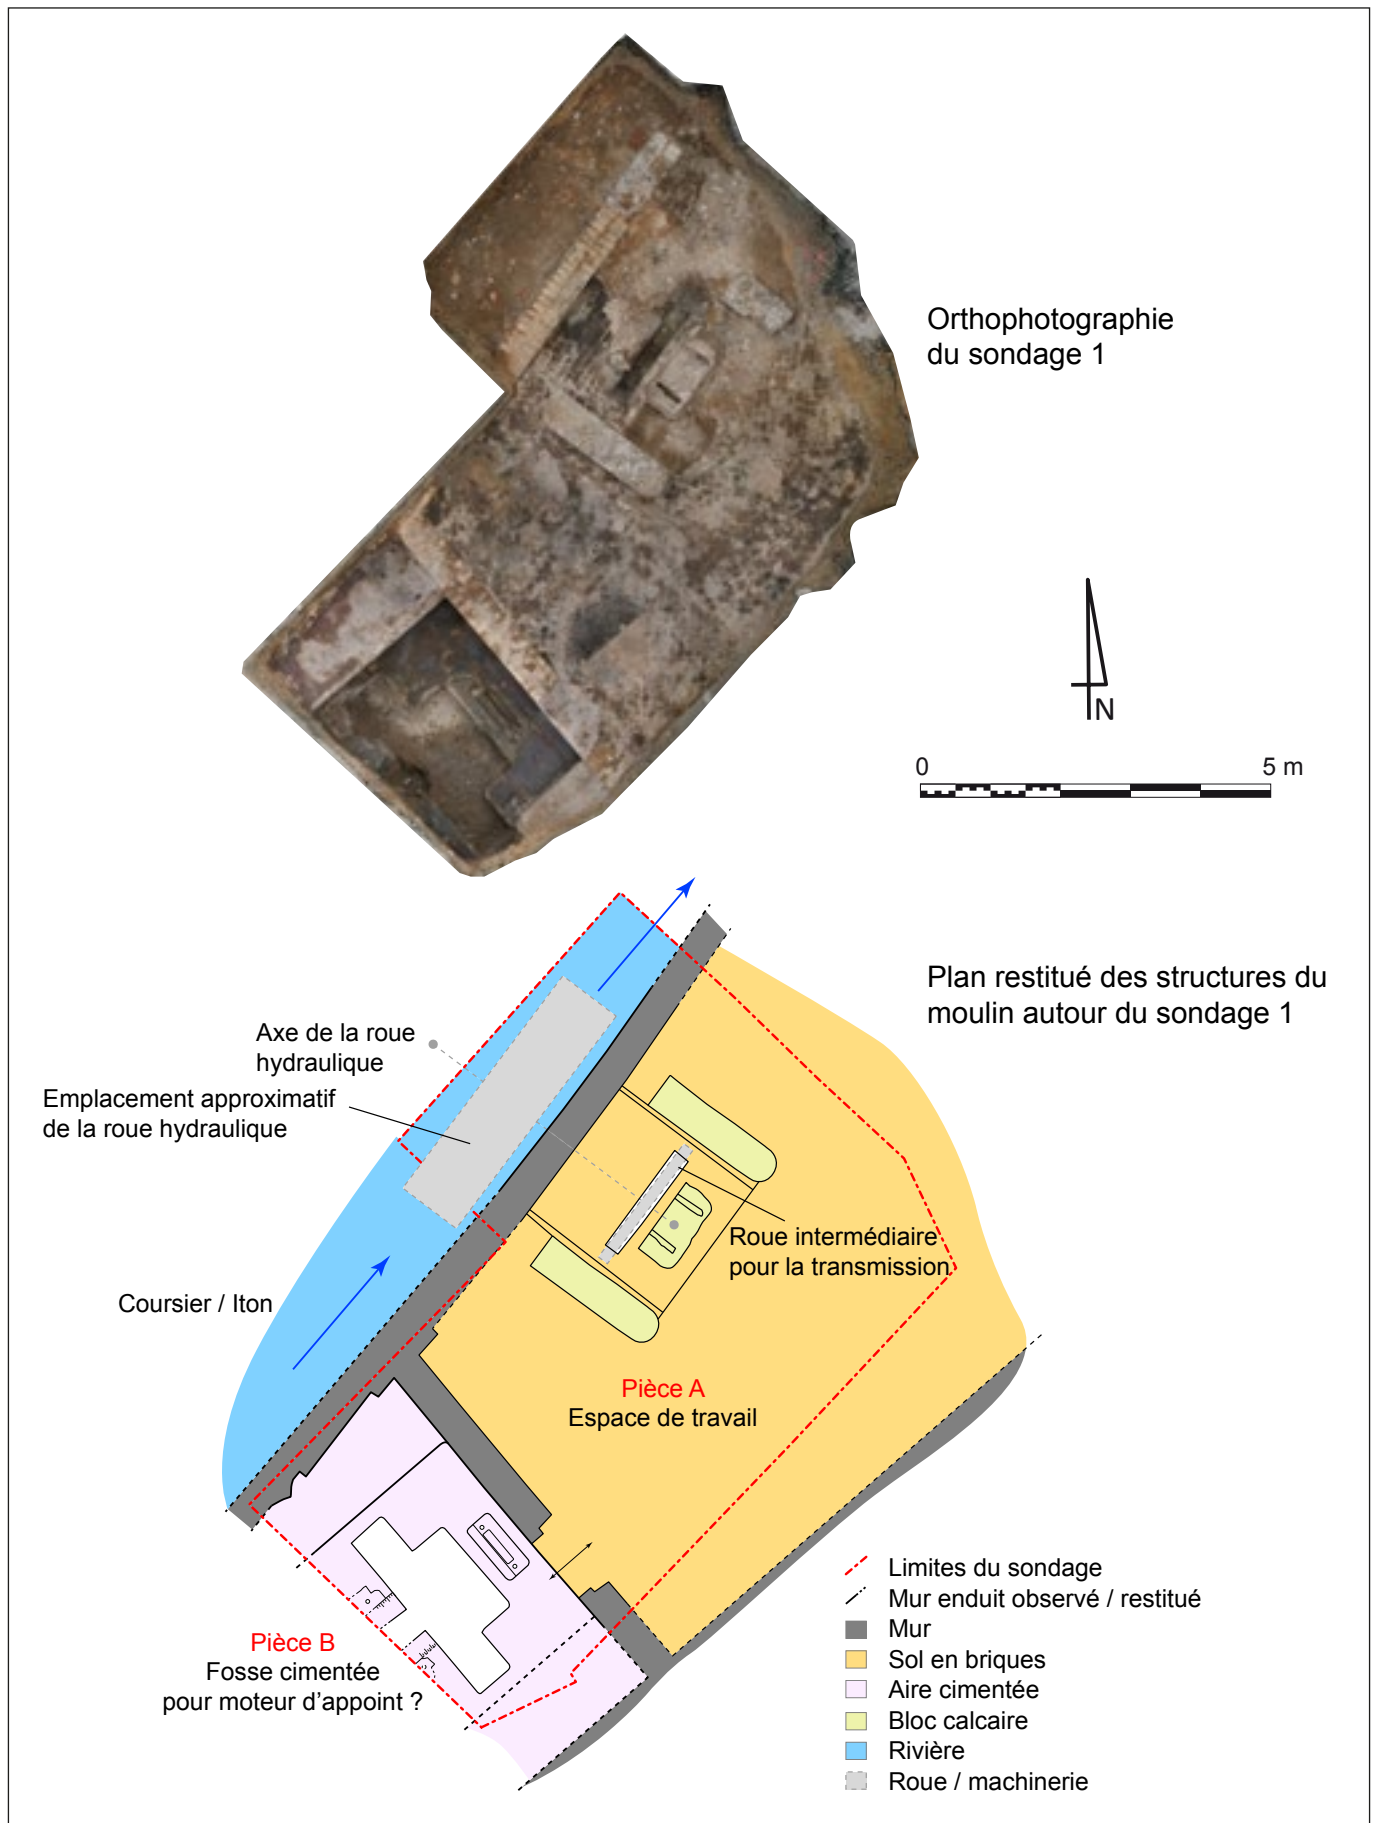 Orthophotographie
du sondage 1
N
0 5 m
Plan restitué des structures du
moulin autour du sondage 1
Axe de la roue
hydraulique
Emplacement approximatif
de la roue hydraulique
Roue intermédiaire
pour la transmission
Coursier / Iton
Pièce A
Espace de travail
Pièce B
Fosse cimentée
pour moteur d'appoint ?
Limites du sondage
Mur enduit observé / restitué
Mur
Sol en briques
Aire cimentée
Bloc calcaire
Rivière
Roue / machinerie